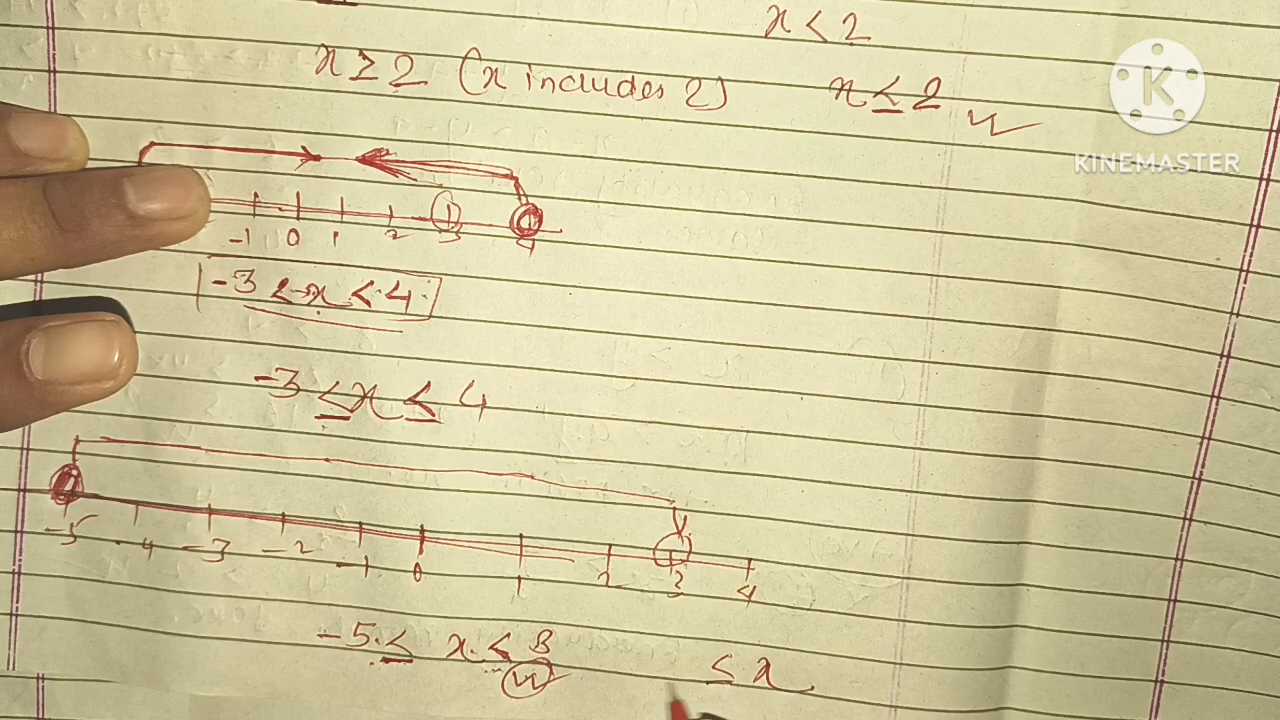 x < 2
x ≥ 2 (x includes 2) x ≤ 2
KINEMASTER
-1 0 1 2 3 4
-3 < x < 4
-3 ≤ x ≤ 4
-5 -4 -3 -2 -1 0 1 2 3 4
-5 ≤ x < 3
≤ x